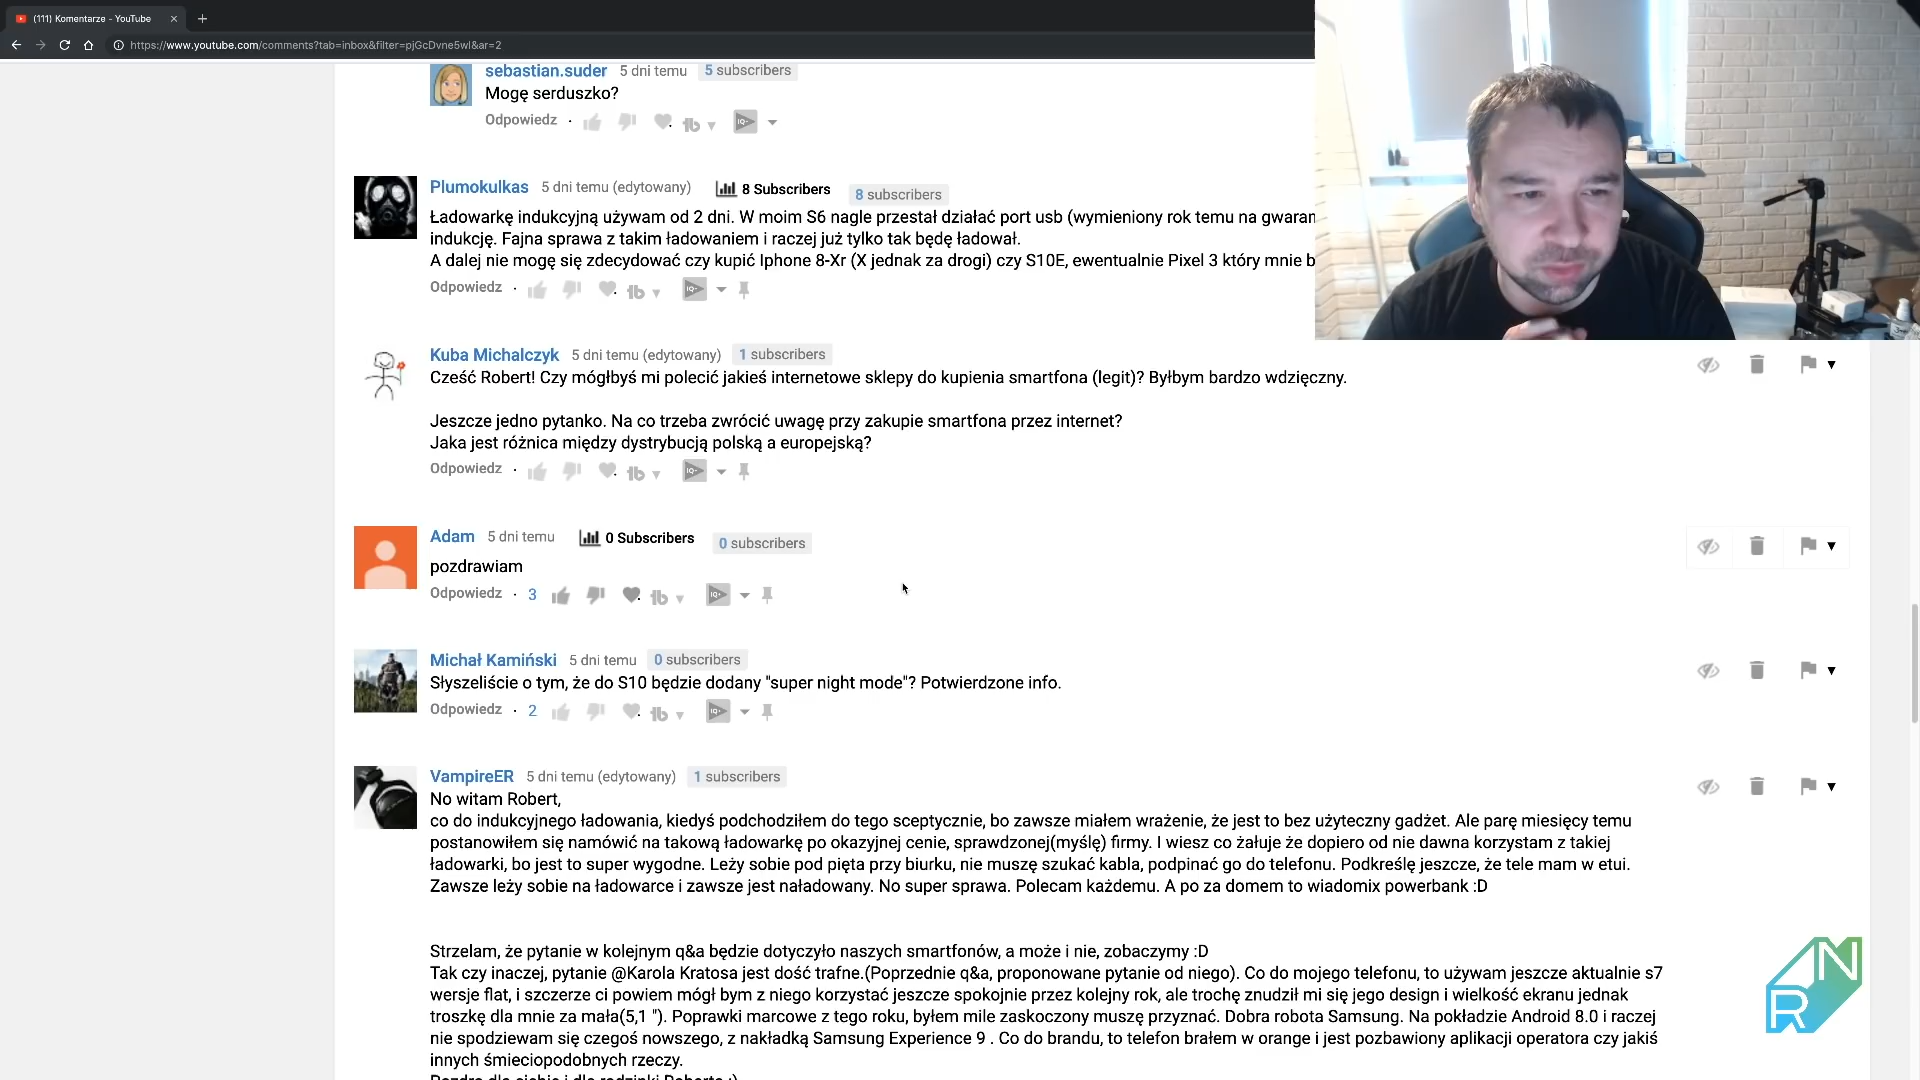 (111) Komentarze - YouTube
https://www.youtube.com/comments?tab=inbox&filter=pjGcDvne5wI&ar=2
sebastian.suder 5 dni temu 5 subscribers
Mogę serduszko?
Odpowiedz
Plumokulkas 5 dni temu (edytowany) 8 Subscribers 8 subscribers
Ładowarkę indukcyjną używam od 2 dni. W moim S6 nagle przestał działać port usb (wymieniony rok temu na gwaran
indukcję. Fajna sprawa z takim ładowaniem i raczej już tylko tak będę ładował.
A dalej nie mogę się zdecydować czy kupić Iphone 8-Xr (X jednak za drogi) czy S10E, ewentualnie Pixel 3 który mnie b
Odpowiedz
Kuba Michalczyk 5 dni temu (edytowany) 1 subscribers
Cześć Robert! Czy mógłbyś mi polecić jakieś internetowe sklepy do kupienia smartfona (legit)? Byłbym bardzo wdzięczny.
Jeszcze jedno pytanko. Na co trzeba zwrócić uwagę przy zakupie smartfona przez internet?
Jaka jest różnica między dystrybucją polską a europejską?
Odpowiedz
Adam 5 dni temu 0 Subscribers 0 subscribers
pozdrawiam
Odpowiedz · 3
Michał Kamiński 5 dni temu 0 subscribers
Słyszeliście o tym, że do S10 będzie dodany "super night mode"? Potwierdzone info.
Odpowiedz · 2
VampireER 5 dni temu (edytowany) 1 subscribers
No witam Robert,
co do indukcyjnego ładowania, kiedyś podchodziłem do tego sceptycznie, bo zawsze miałem wrażenie, że jest to bez użyteczny gadżet. Ale parę miesięcy temu
postanowiłem się namówić na takową ładowarkę po okazyjnej cenie, sprawdzonej(myślę) firmy. I wiesz co żałuje że dopiero od nie dawna korzystam z takiej
ładowarki, bo jest to super wygodne. Leży sobie pod pięta przy biurku, nie muszę szukać kabla, podpinać go do telefonu. Podkreślę jeszcze, że tele mam w etui.
Zawsze leży sobie na ładowarce i zawsze jest naładowany. No super sprawa. Polecam każdemu. A po za domem to wiadomix powerbank :D
Strzelam, że pytanie w kolejnym q&a będzie dotyczyło naszych smartfonów, a może i nie, zobaczymy :D
Tak czy inaczej, pytanie @Karola Kratosa jest dość trafne.(Poprzednie q&a, proponowane pytanie od niego). Co do mojego telefonu, to używam jeszcze aktualnie s7
wersje flat, i szczerze ci powiem mógł bym z niego korzystać jeszcze spokojnie przez kolejny rok, ale trochę znudził mi się jego design i wielkość ekranu jednak
troszkę dla mnie za mała(5,1 "). Poprawki marcowe z tego roku, byłem mile zaskoczony muszę przyznać. Dobra robota Samsung. Na pokładzie Android 8.0 i raczej
nie spodziewam się czegoś nowszego, z nakładką Samsung Experience 9 . Co do brandu, to telefon brałem w orange i jest pozbawiony aplikacji operatora czy jakiś
innych śmieciopodobnych rzeczy.
RN